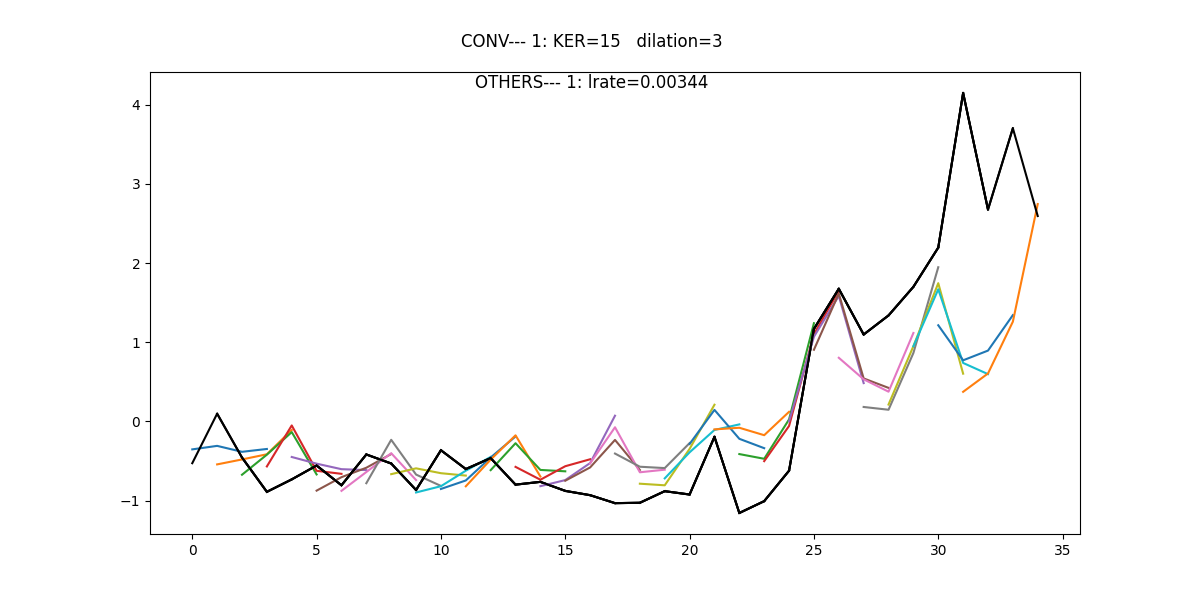 CONV--- 1: KER=15   dilation=3
OTHERS--- 1: lrate=0.00344
4
3
2
1
0
−1
0 5 10 15 20 25 30 35